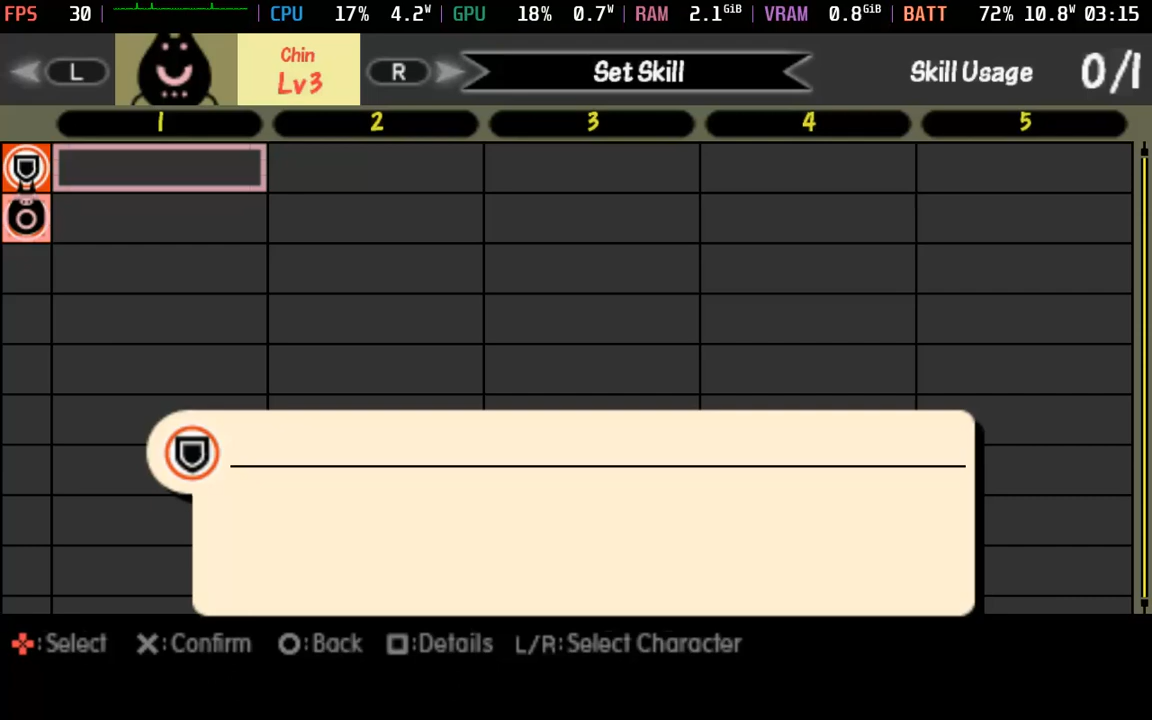 FPS 30 CPU 17% 4.2W GPU 18% 0.7W RAM 2.1GiB VRAM 0.8GiB BATT 72% 10.8W 03:15
L Chin R Set Skill Skill Usage 0/1
Lv3
1 2 3 4 5
:Select :Confirm :Back :Details L/R:Select Character